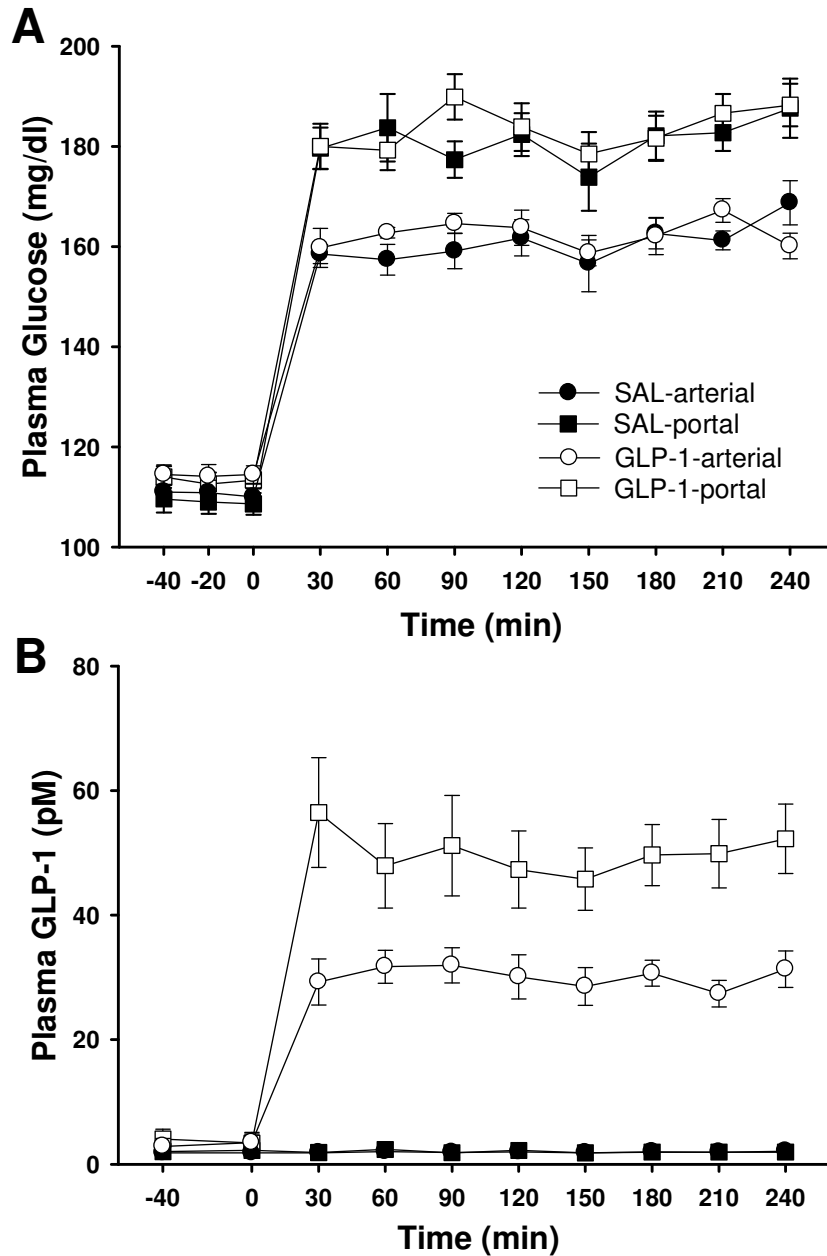 A
Plasma Glucose (mg/dl)
200
180
160
140
120
100
SAL-arterial
SAL-portal
GLP-1-arterial
GLP-1-portal
-40 -20 0 30 60 90 120 150 180 210 240
Time (min)
B
Plasma GLP-1 (pM)
80
60
40
20
0
-40 0 30 60 90 120 150 180 210 240
Time (min)